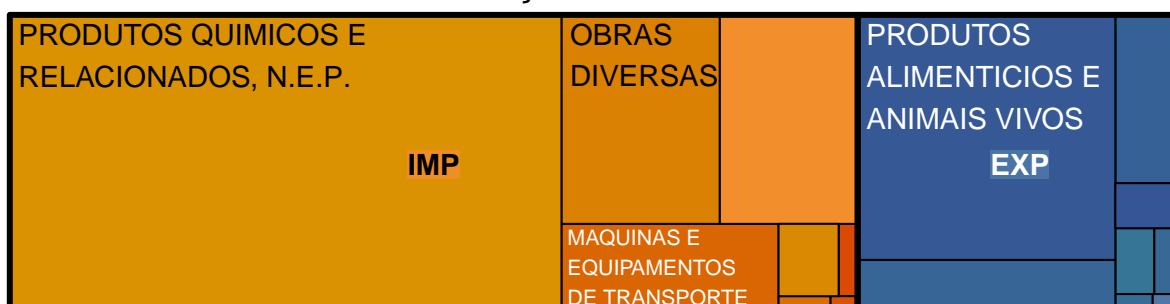 PRODUTOS QUIMICOS E
RELACIONADOS, N.E.P.
IMP
OBRAS
DIVERSAS
MAQUINAS E
EQUIPAMENTOS
DE TRANSPORTE
PRODUTOS
ALIMENTICIOS E
ANIMAIS VIVOS
EXP